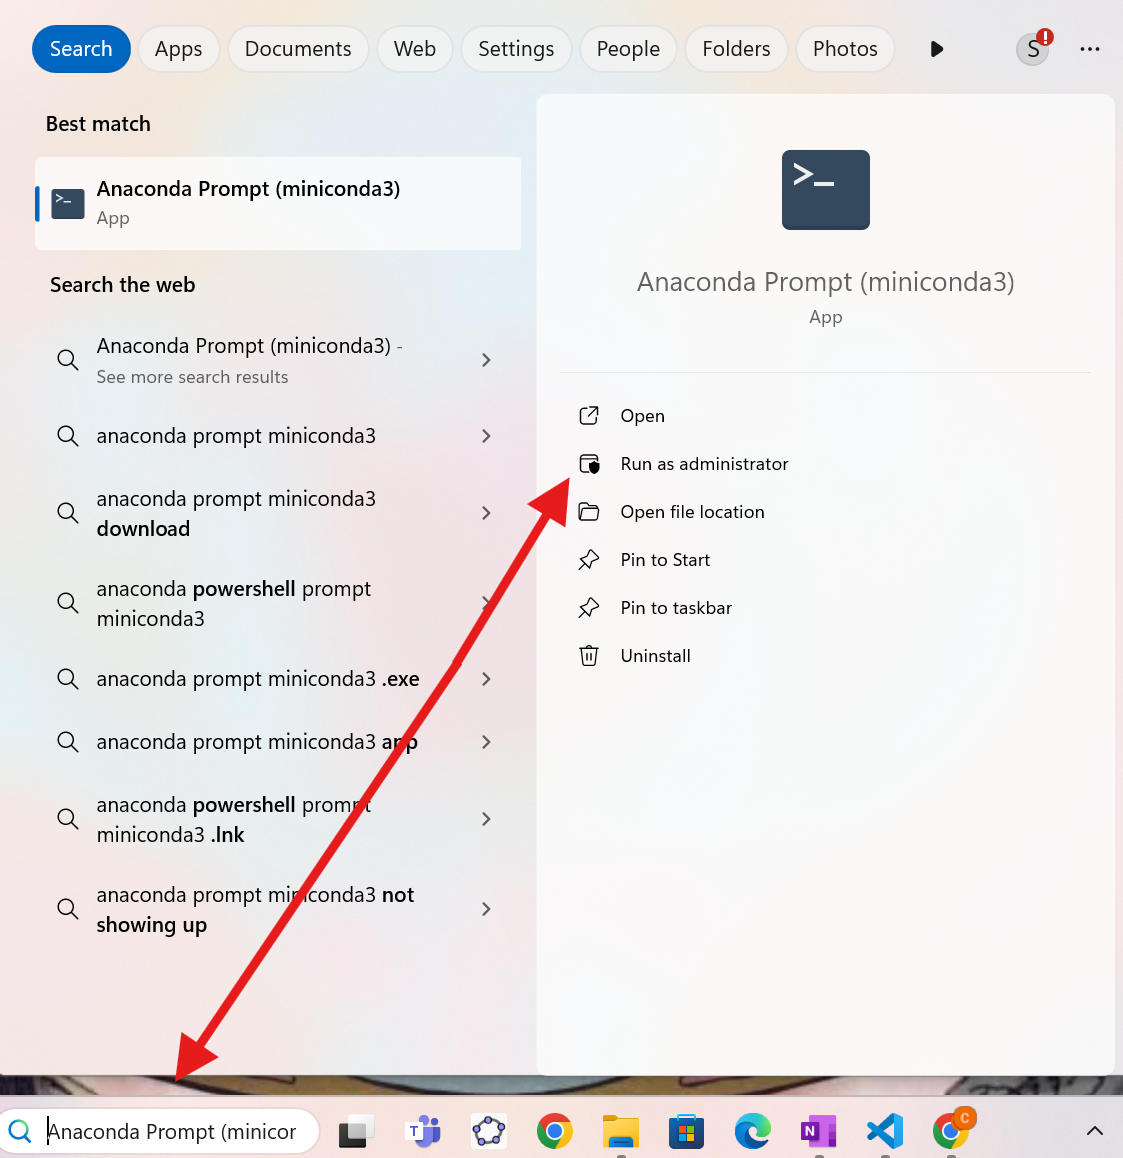 Search
Apps
Documents
Web
Settings
People
Folders
Photos
S
!
Best match
Anaconda Prompt (miniconda3)
App
Search the web
Anaconda Prompt (miniconda3) -
See more search results
anaconda prompt miniconda3
anaconda prompt miniconda3
download
anaconda powershell prompt
miniconda3
anaconda prompt miniconda3 .exe
anaconda prompt miniconda3 app
anaconda powershell prompt
miniconda3 .lnk
anaconda prompt miniconda3 not
showing up
>_
Anaconda Prompt (miniconda3)
App
Open
Run as administrator
Open file location
Pin to Start
Pin to taskbar
Uninstall
Anaconda Prompt (minicor
T
N
C